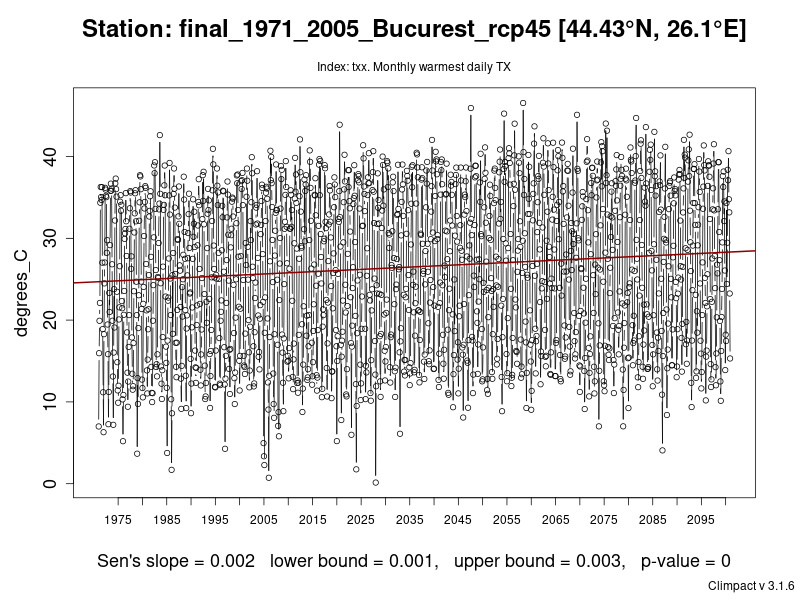 Station: final_1971_2005_Bucurest_rcp45 [44.43°N, 26.1°E]
Index: txx. Monthly warmest daily TX
degrees_C
40
30
20
10
0
1975 1985 1995 2005 2015 2025 2035 2045 2055 2065 2075 2085 2095
Sen's slope = 0.002 lower bound = 0.001, upper bound = 0.003, p-value = 0
Climpact v 3.1.6